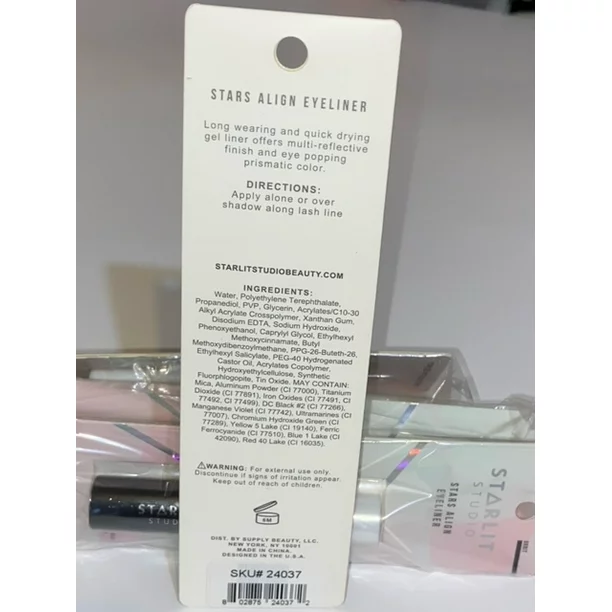 STARS ALIGN EYELINER
Long wearing and quick drying
gel liner offers multi-reflective
finish and eye popping
prismatic color.
DIRECTIONS:
Apply alone or over
shadow along lash line
STARLITSTUDIOBEAUTY.COM
INGREDIENTS:
Water, Polyethylene Terephthalate,
Propanediol, PVP, Glycerin, Acrylates/C10-30
Alkyl Acrylate Crosspolymer, Xanthan Gum,
Disodium EDTA, Sodium Hydroxide,
Phenoxyethanol, Caprylyl Glycol, Ethylhexyl
Methoxycinnamate, Butyl
Methoxydibenzoylmethane, PPG-26-Buteth-26,
Ethylhexyl Salicylate, PEG-40 Hydrogenated
Castor Oil, Acrylates Copolymer,
Hydroxyethylcellulose, Synthetic
Fluorphlogopite, Tin Oxide. MAY CONTAIN:
Mica, Aluminum Powder (CI 77000), Titanium
Dioxide (CI 77891), Iron Oxides (CI 77491, CI
77492, CI 77499), DC Black #2 (CI 77266),
Manganese Violet (CI 77742), Ultramarines (CI
77007), Chromium Hydroxide Green (CI
77289), Yellow 5 Lake (CI 19140), Ferric
Ferrocyanide (CI 77510), Blue 1 Lake (CI
42090), Red 40 Lake (CI 16035).
WARNING: For external use only.
Discontinue if signs of irritation appear.
Keep out of reach of children.
6M
DIST. BY SUPPLY BEAUTY, LLC.
NEW YORK, NY 10001
MADE IN CHINA.
DESIGNED IN THE U.S.A.
SKU# 24037
8 02875 24037 2
STAR
STUD
STARLIT
STUDIO
STARS ALIGN
EYELINER